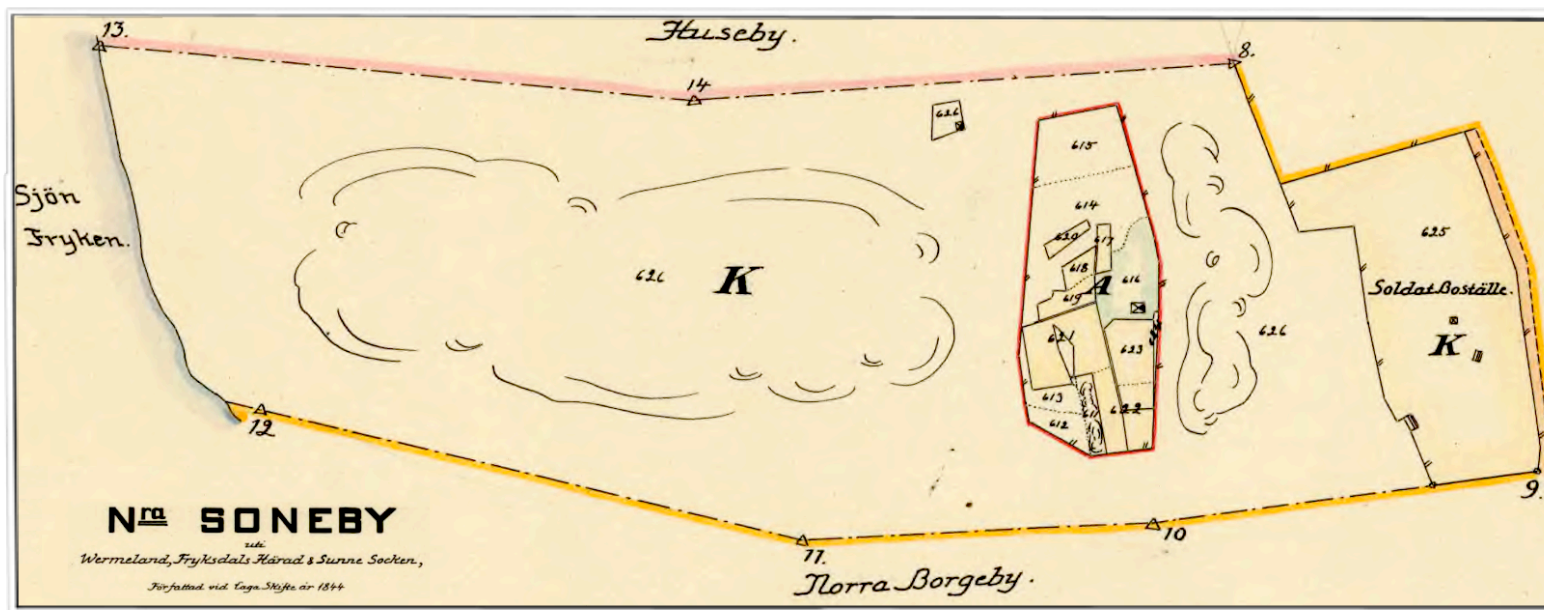 13.
Huseby.
8.
14
626
615
Sjön
Fryken.
614
620
617
625
618
626
K
A
616
619
Soldat Boställe.
621
623
626
K
613
611
622
612
12
9.
Nra SONEBY
uti
Wermeland, Fryksdals Härad & Sunne Socken,
Författad vid Laga Skifte år 1844
11.
10
Norra Borgeby.